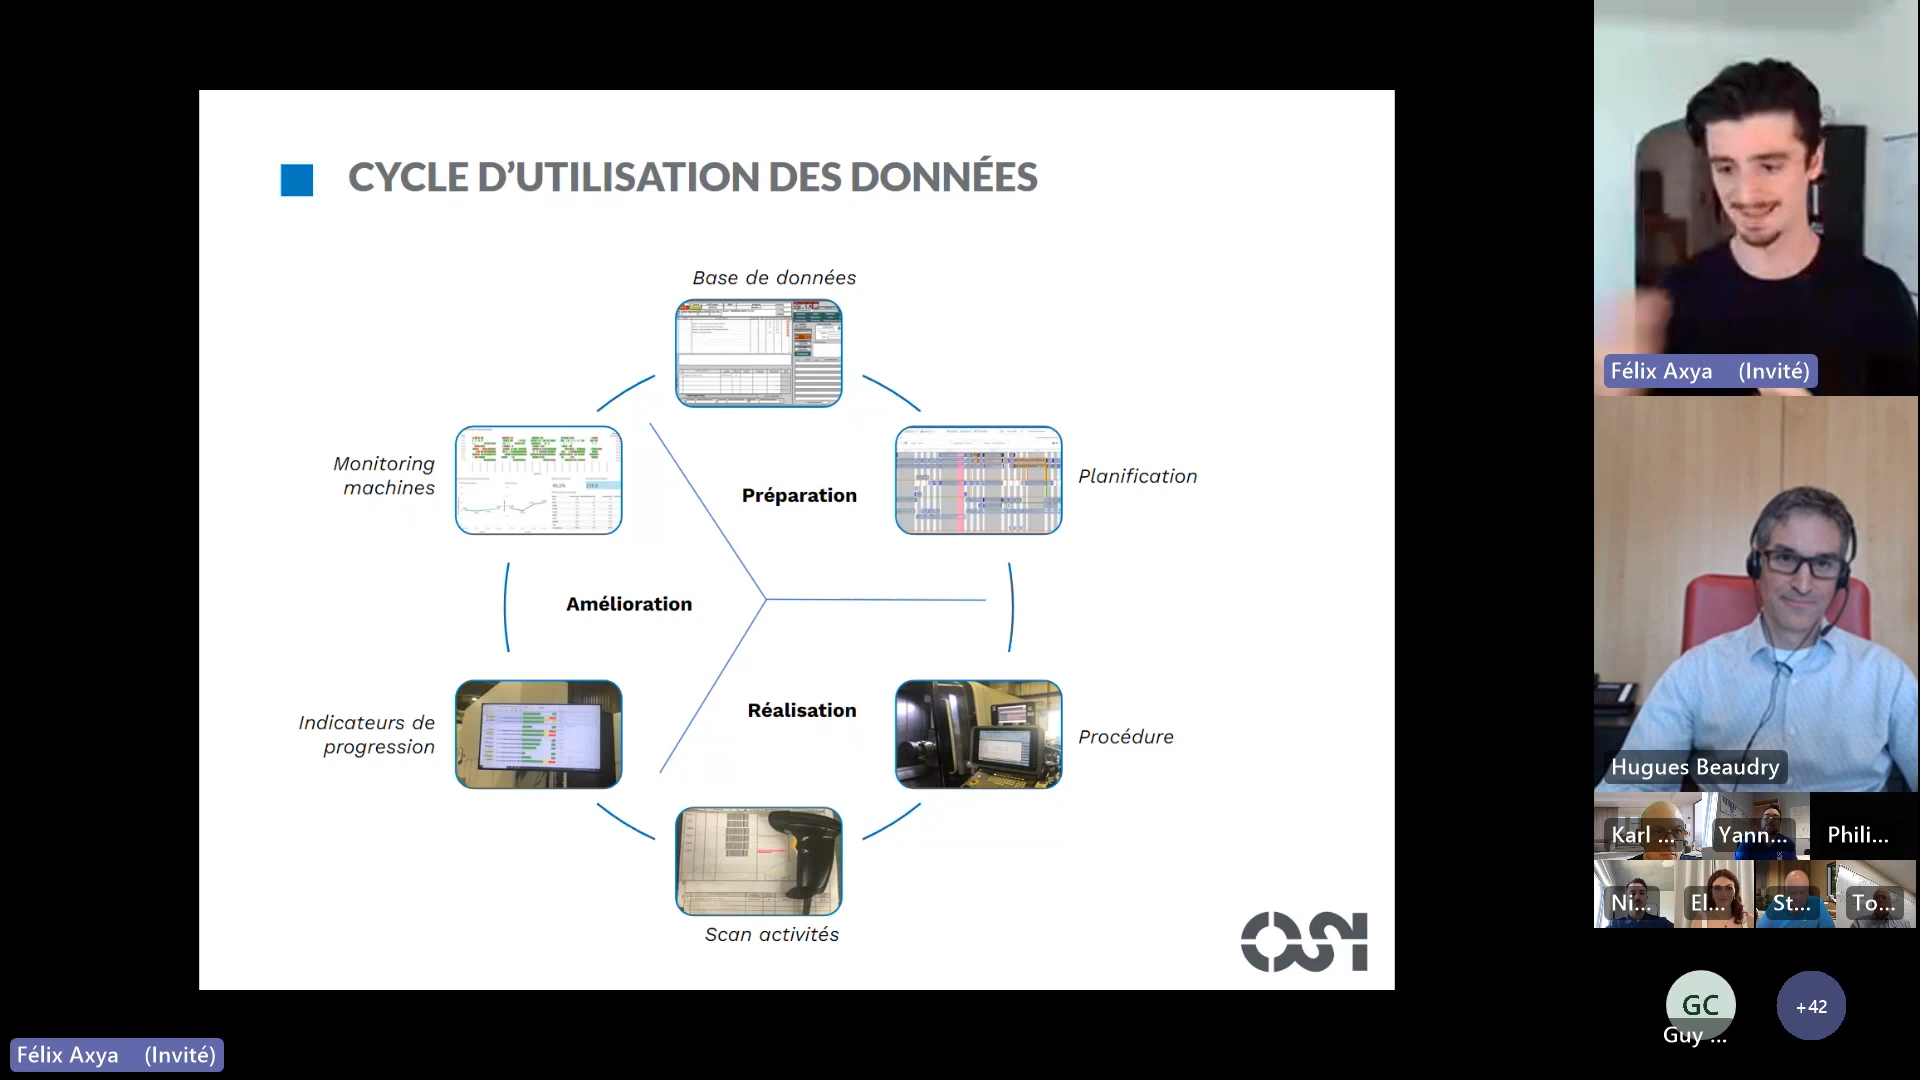 CYCLE D’UTILISATION DES DONNÉES
Base de données
Monitoring
machines
Préparation
Planification
Amélioration
Indicateurs de
progression
Réalisation
Procédure
Scan activités
OSI
Félix Axya (Invité)
Hugues Beaudry
Karl ...
Yann...
Phili...
Ni...
El...
St...
To...
GC
Guy ...
+42
Félix Axya (Invité)